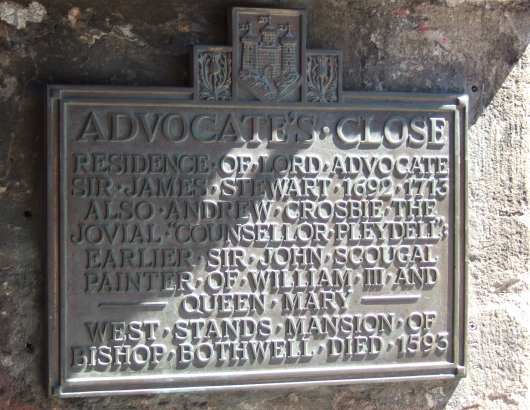 ADVOCATE'S·CLOSE
RESIDENCE·OF·LORD·ADVOCATE
SIR·JAMES·STEWART·1692·1713
ALSO·ANDREW·CROSBIE·THE
JOVIAL·'COUNSELLOR·PLEYDELL'
EARLIER·SIR·JOHN·SCOUGAL
PAINTER·OF·WILLIAM·III·AND
QUEEN·MARY
WEST·STANDS·MANSION·OF
BISHOP·BOTHWELL·DIED·1593